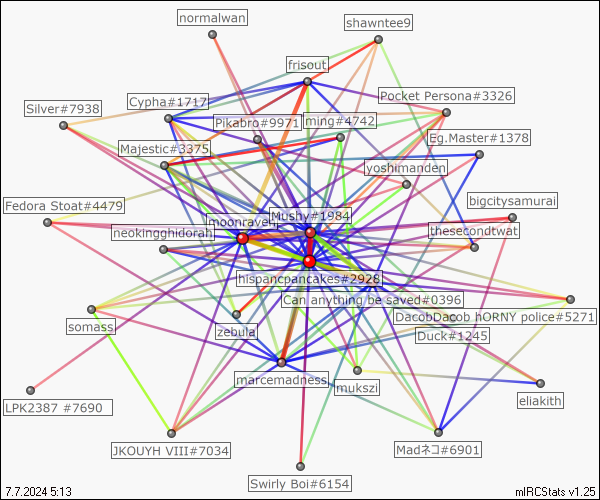 normalwan
shawntee9
frisout
Pocket Persona#3326
Cypha#1717
Silver#7938
Pikabro#9971
ming#4742
Eg.Master#1378
Majestic#3375
yoshimanden
bigcitysamurai
Fedora Stoat#4479
Mushy#1984
moonraven
thesecondtwat
neokingghidorah
hispancpancakes#2928
Can anything be saved#0396
DacobDacob hORNY police#5271
somass
zebula
Duck#1245
marcemadness
mukszi
eliakith
LPK2387 #7690
JKOUYH VIII#7034
Madネコ#6901
Swirly Boi#6154
7.7.2024 5:13
mIRCStats v1.25